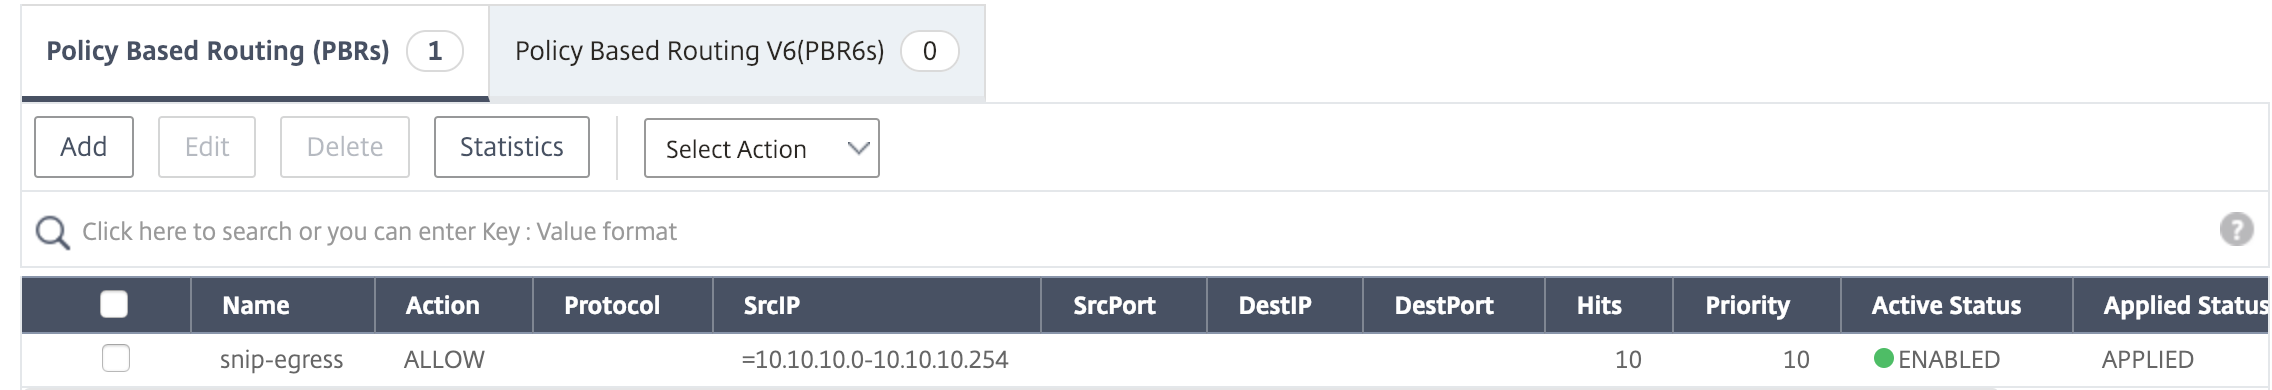 Policy Based Routing (PBRs) 1 Policy Based Routing V6(PBR6s) 0
Add Edit Delete Statistics Select Action
Click here to search or you can enter Key : Value format ?
Name Action Protocol SrcIP SrcPort DestIP DestPort Hits Priority Active Status Applied Status
snip-egress ALLOW =10.10.10.0-10.10.10.254 10 10 ENABLED APPLIED